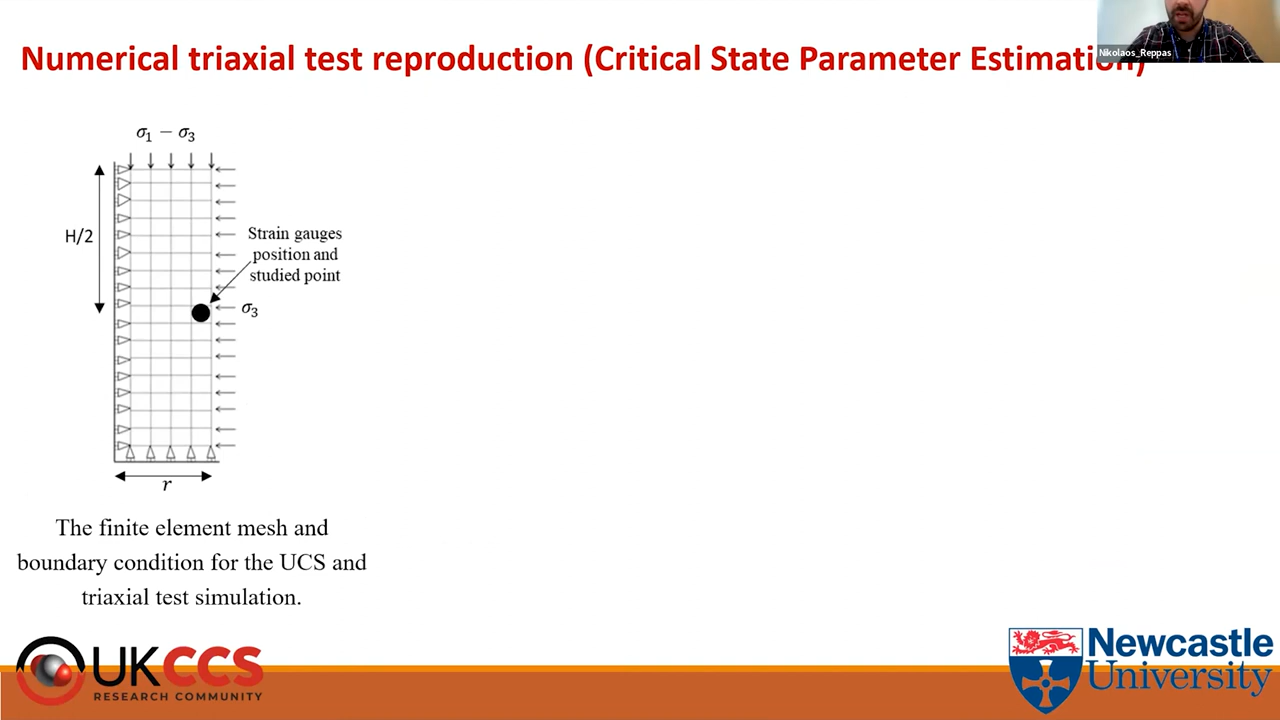 Numerical triaxial test reproduction (Critical State Parameter Estimation)
Nikolaos_Reppas
σ₁ − σ₃
H/2
Strain gauges
position and
studied point
σ₃
r
The finite element mesh and
boundary condition for the UCS and
triaxial test simulation.
UKCCS
RESEARCH COMMUNITY
Newcastle
University